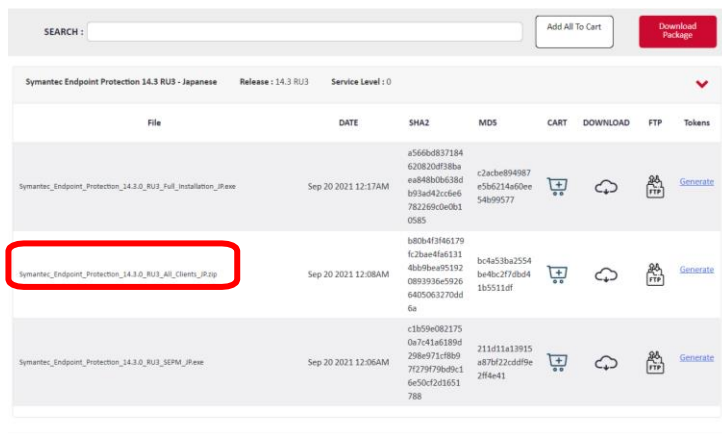 SEARCH :
Add All To Cart
Download
Package
Symantec Endpoint Protection 14.3 RU3 - Japanese Release : 14.3 RU3 Service Level : 0
File DATE SHA2 MD5 CART DOWNLOAD FTP Tokens
Symantec_Endpoint_Protection_14.3.0_RU3_Full_Installation_JP.exe Sep 20 2021 12:17AM
a566bd837184
620820df38ba
ea848b0b638d
b93ad42cc6e6
782269c0e0b1
0585
c2acbe894987
e5b6214a60ee
54b99577
FTP
Generate
Symantec_Endpoint_Protection_14.3.0_RU3_All_Clients_JP.zip Sep 20 2021 12:08AM
b80b4f3f46179
fc2bae4fa6131
4bb9bea95192
0893936e5926
6405063270dd
6a
bc4a53ba2554
be4bc2f7dbd4
1b5511df
FTP
Generate
Symantec_Endpoint_Protection_14.3.0_RU3_SEPM_JP.exe Sep 20 2021 12:06AM
c1b59e082175
0a7c41a6189d
298e971cf8b9
7f279f79bd9c1
6e50cf2d1651
788
211d11a13915
a87bf22cddf9e
2ff4e41
FTP
Generate